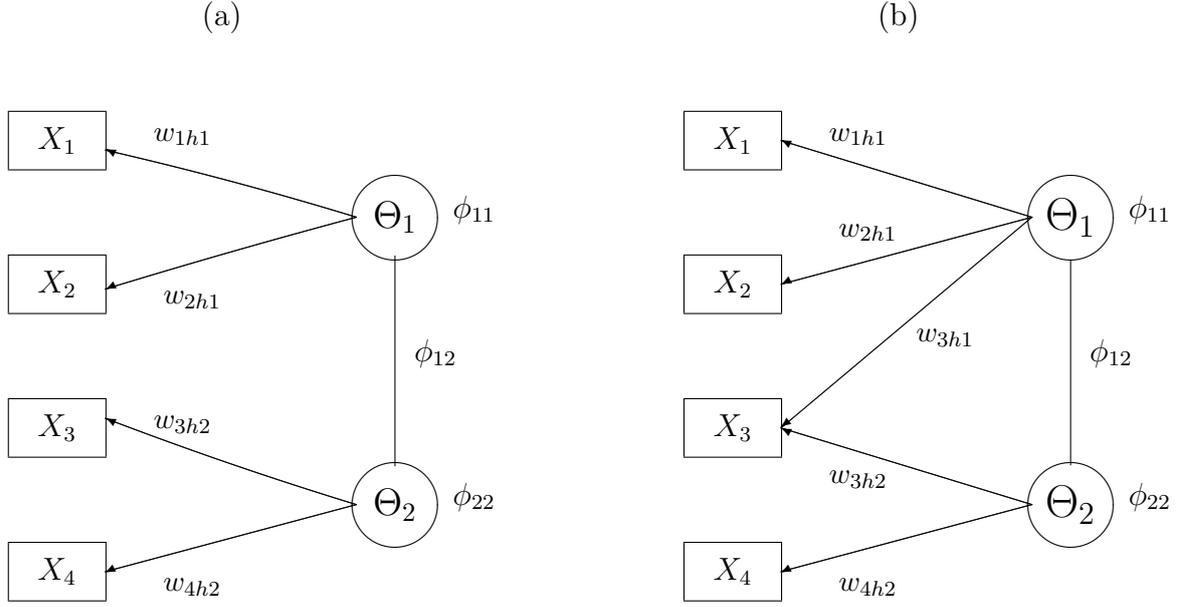 (a)
X₁
w₁ₕ₁
Θ₁
ϕ₁₁
X₂
w₂ₕ₁
ϕ₁₂
X₃
w₃ₕ₂
Θ₂
ϕ₂₂
X₄
w₄ₕ₂
(b)
X₁
w₁ₕ₁
Θ₁
ϕ₁₁
X₂
w₂ₕ₁
w₃ₕ₁
ϕ₁₂
X₃
w₃ₕ₂
Θ₂
ϕ₂₂
X₄
w₄ₕ₂